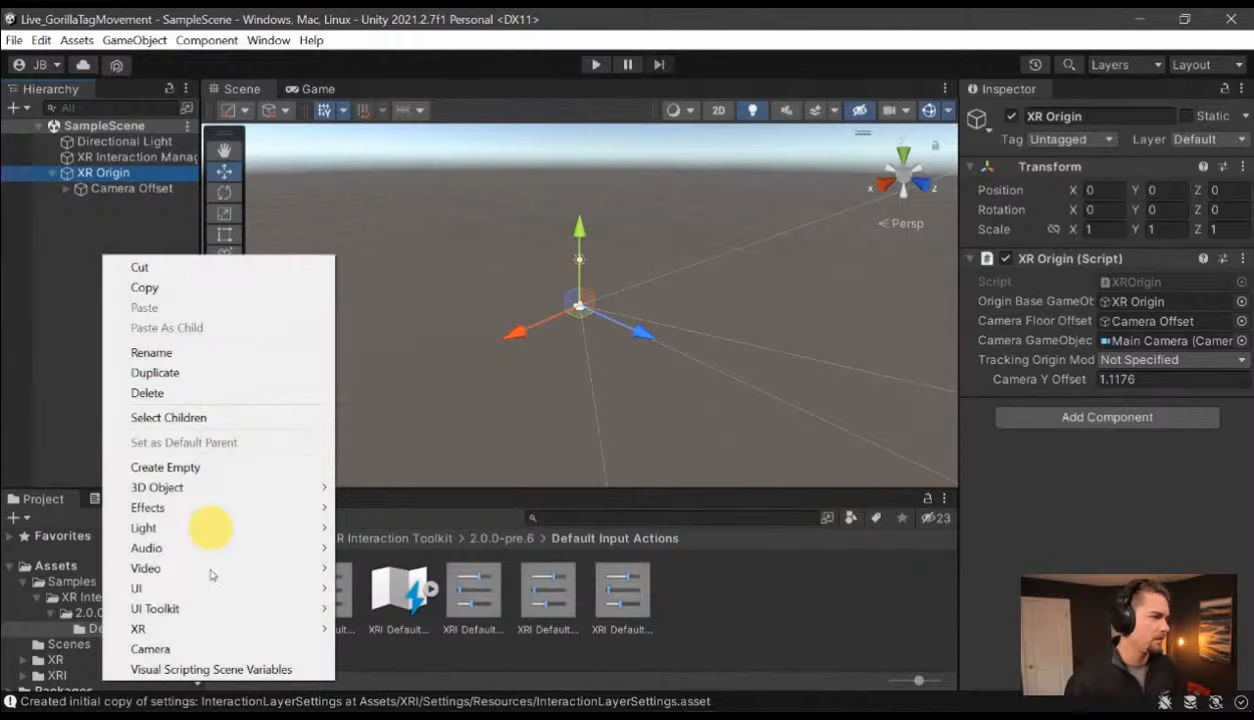 Live_GorillaTagMovement - SampleScene - Windows, Mac, Linux - Unity 2021.2.7f1 Personal <DX11>
File Edit Assets GameObject Component Window Help
JB Layers Layout
Hierarchy
All
SampleScene
Directional Light
XR Interaction Manag
XR Origin
Camera Offset
Scene Game
2D
x z
Persp
Cut
Copy
Paste
Paste As Child
Rename
Duplicate
Delete
Select Children
Set as Default Parent
Create Empty
3D Object
Effects
Light
Audio
Video
UI
UI Toolkit
XR
Camera
Visual Scripting Scene Variables
Inspector
XR Origin Static
Tag Untagged Layer Default
Transform
Position X 0 Y 0 Z 0
Rotation X 0 Y 0 Z 0
Scale X 1 Y 1 Z 1
XR Origin (Script)
Script XROrigin
Origin Base GameOb XR Origin
Camera Floor Offset Camera Offset
Camera GameObjec Main Camera (Camer
Tracking Origin Mod Not Specified
Camera Y Offset 1.1176
Add Component
Project
23
Favorites
Assets
Samples
XR Inte
2.0.0
De
Scenes
XR
XRI
R Interaction Toolkit > 2.0.0-pre.6 > Default Input Actions
ult...
XRI Default... XRI Default... XRI Default... XRI Default...
Created initial copy of settings: InteractionLayerSettings at Assets/XRI/Settings/Resources/InteractionLayerSettings.asset